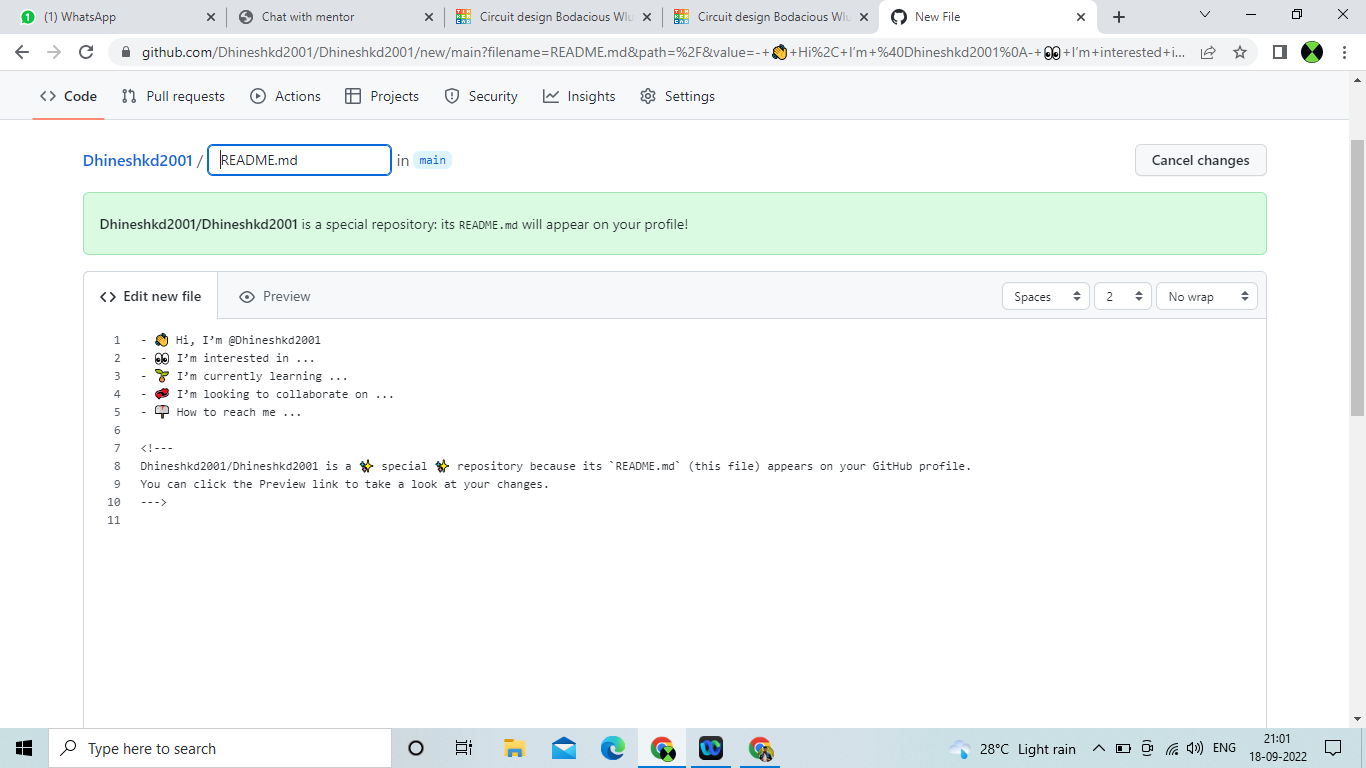 (1) WhatsApp
Chat with mentor
Circuit design Bodacious Wlu
Circuit design Bodacious Wlu
New File
github.com/Dhineshkd2001/Dhineshkd2001/new/main?filename=README.md&path=%2F&value=-+👋+Hi%2C+I’m+%40Dhineshkd2001%0A-+👀+I’m+interested+i...
<> Code
Pull requests
Actions
Projects
Security
Insights
Settings
Dhineshkd2001 / README.md in main
Cancel changes
Dhineshkd2001/Dhineshkd2001 is a special repository: its README.md will appear on your profile!
<> Edit new file
Preview
Spaces
2
No wrap
1 - 👋 Hi, I’m @Dhineshkd2001
2 - 👀 I’m interested in ...
3 - 🌱 I’m currently learning ...
4 - 💞️ I’m looking to collaborate on ...
5 - 📫 How to reach me ...
6
7 <!---
8 Dhineshkd2001/Dhineshkd2001 is a ✨ special ✨ repository because its `README.md` (this file) appears on your GitHub profile.
9 You can click the Preview link to take a look at your changes.
10 --->
11
Type here to search
28°C Light rain
ENG
21:01
18-09-2022